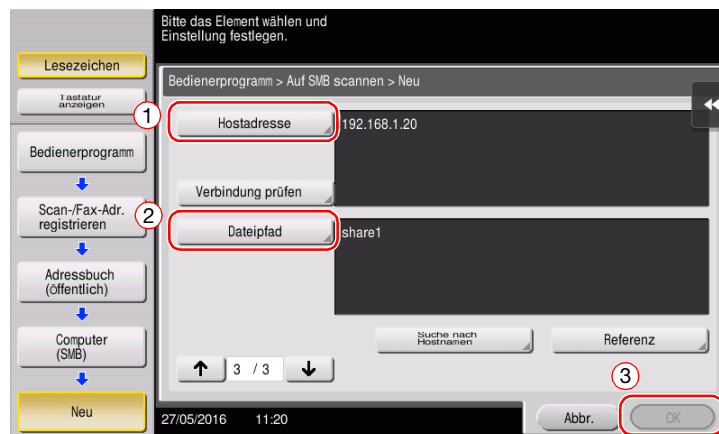 Bitte das Element wählen und
Einstellung festlegen.
Lesezeichen
Tastatur
anzeigen
Bedienerprogramm > Auf SMB scannen > Neu
1
Hostadresse
192.168.1.20
Bedienerprogramm
Verbindung prüfen
Scan-/Fax-Adr.
registrieren
2
Dateipfad
share1
Adressbuch
(öffentlich)
Suche nach
Hostnamen
Referenz
Computer
(SMB)
3 / 3
3
Neu
27/05/2016 11:20
Abbr.
OK